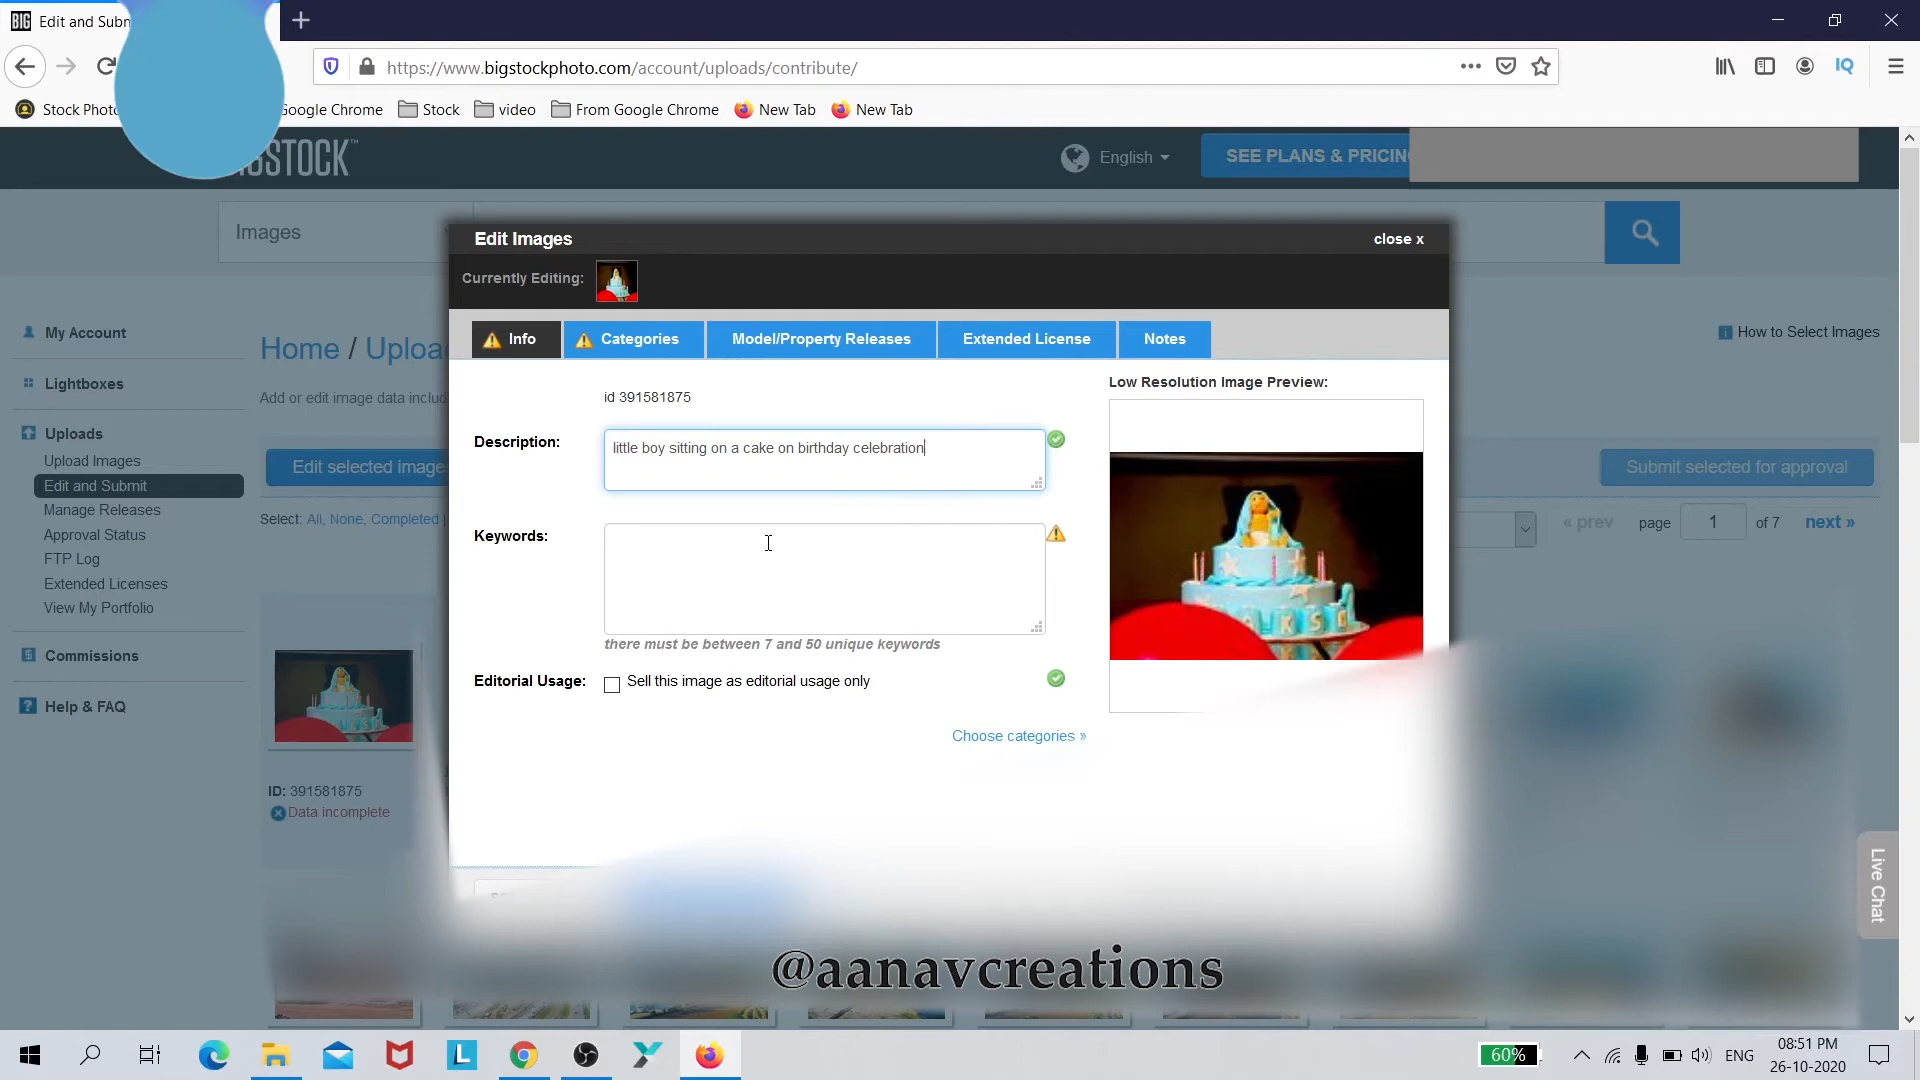 Edit and Subm
https://www.bigstockphoto.com/account/uploads/contribute/
Stock Photo
Google Chrome
Stock
video
From Google Chrome
New Tab
New Tab
GSTOCK™
English
SEE PLANS & PRICING
Images
Edit Images
close x
Currently Editing:
My Account
Lightboxes
Uploads
Upload Images
Edit and Submit
Manage Releases
Approval Status
FTP Log
Extended Licenses
View My Portfolio
Commissions
Help & FAQ
Home / Uploa
How to Select Images
Add or edit image data includ
Edit selected image
Submit selected for approval
Select: All, None, Completed
« prev page 1 of 7 next »
Info
Categories
Model/Property Releases
Extended License
Notes
id 391581875
Low Resolution Image Preview:
Description:
little boy sitting on a cake on birthday celebration
Keywords:
there must be between 7 and 50 unique keywords
Editorial Usage:
Sell this image as editorial usage only
Choose categories »
ID: 391581875
Data incomplete
Live Chat
@aanavcreations
60%
ENG
08:51 PM
26-10-2020